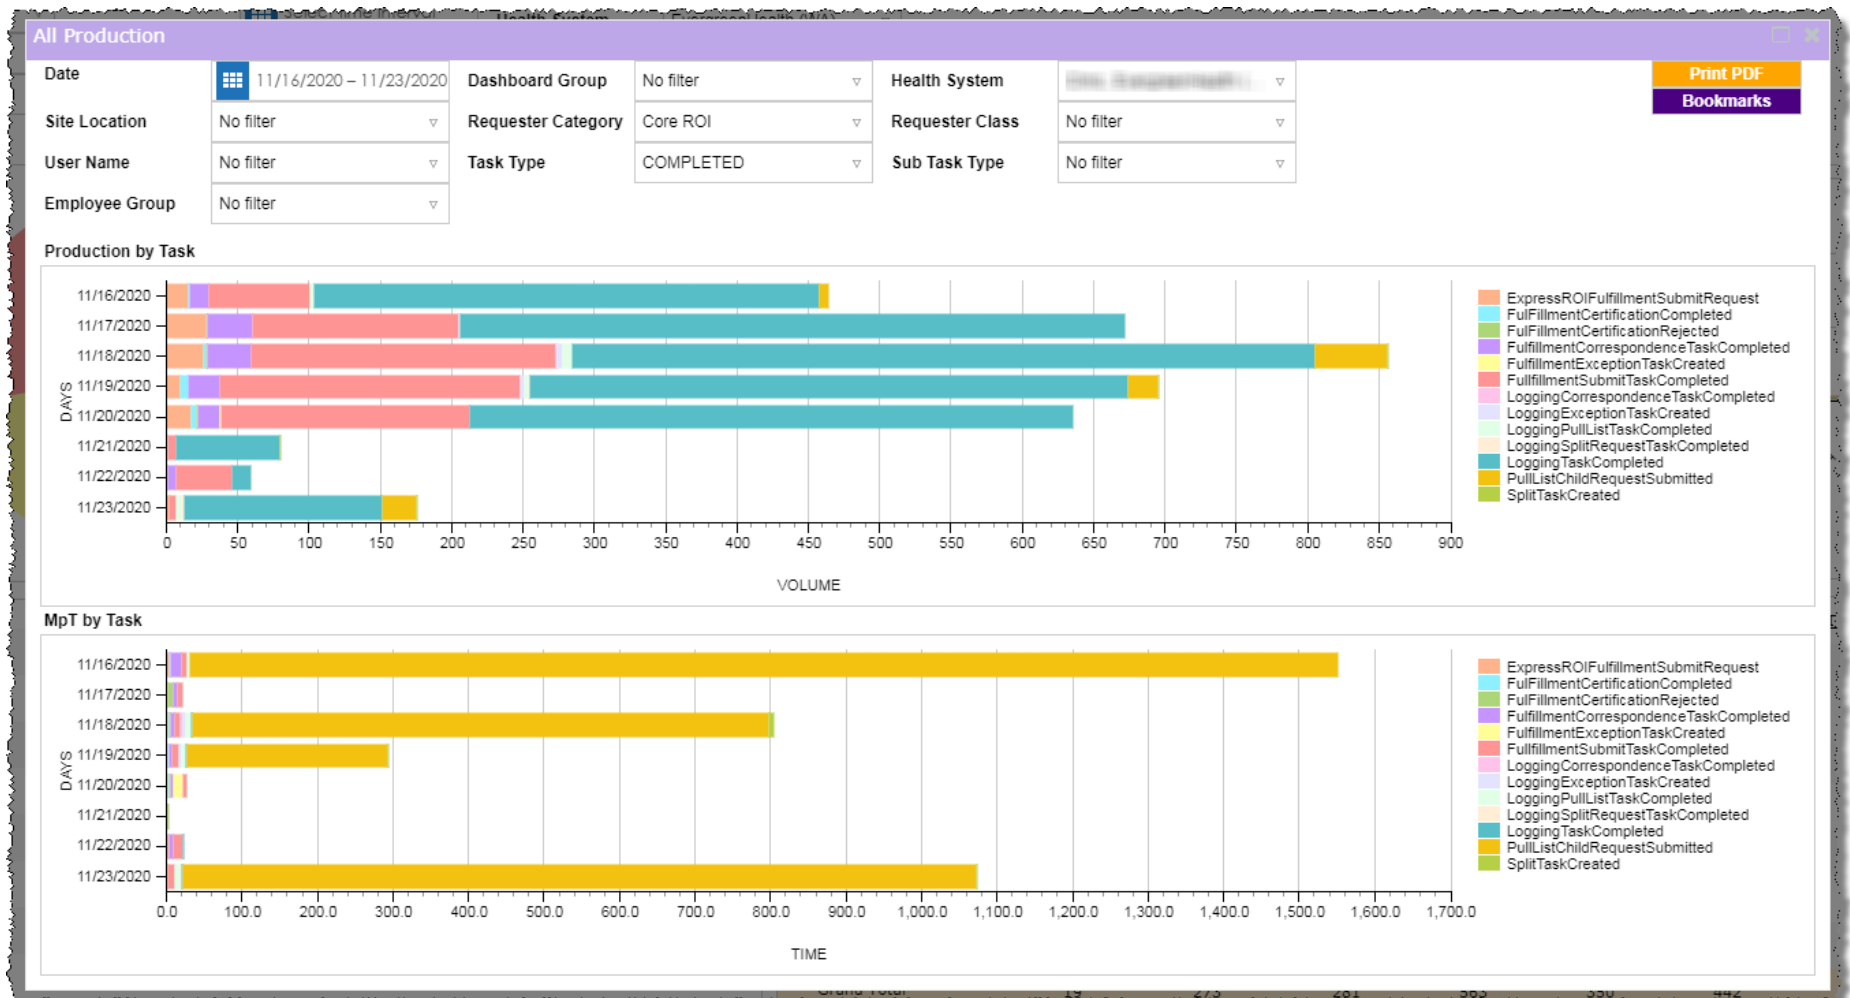 All Production
Date 11/16/2020 – 11/23/2020 Dashboard Group No filter Health System
Print PDF
Bookmarks
Site Location No filter Requester Category Core ROI Requester Class No filter
User Name No filter Task Type COMPLETED Sub Task Type No filter
Employee Group No filter
Production by Task
DAYS
11/16/2020
11/17/2020
11/18/2020
11/19/2020
11/20/2020
11/21/2020
11/22/2020
11/23/2020
0 50 100 150 200 250 300 350 400 450 500 550 600 650 700 750 800 850 900
VOLUME
ExpressROIFulfillmentSubmitRequest
FulFillmentCertificationCompleted
FulFillmentCertificationRejected
FulfillmentCorrespondenceTaskCompleted
FulfillmentExceptionTaskCreated
FullfillmentSubmitTaskCompleted
LoggingCorrespondenceTaskCompleted
LoggingExceptionTaskCreated
LoggingPullListTaskCompleted
LoggingSplitRequestTaskCompleted
LoggingTaskCompleted
PullListChildRequestSubmitted
SplitTaskCreated
MpT by Task
DAYS
11/16/2020
11/17/2020
11/18/2020
11/19/2020
11/20/2020
11/21/2020
11/22/2020
11/23/2020
0.0 100.0 200.0 300.0 400.0 500.0 600.0 700.0 800.0 900.0 1,000.0 1,100.0 1,200.0 1,300.0 1,400.0 1,500.0 1,600.0 1,700.0
TIME
ExpressROIFulfillmentSubmitRequest
FulFillmentCertificationCompleted
FulFillmentCertificationRejected
FulfillmentCorrespondenceTaskCompleted
FulfillmentExceptionTaskCreated
FullfillmentSubmitTaskCompleted
LoggingCorrespondenceTaskCompleted
LoggingExceptionTaskCreated
LoggingPullListTaskCompleted
LoggingSplitRequestTaskCompleted
LoggingTaskCompleted
PullListChildRequestSubmitted
SplitTaskCreated